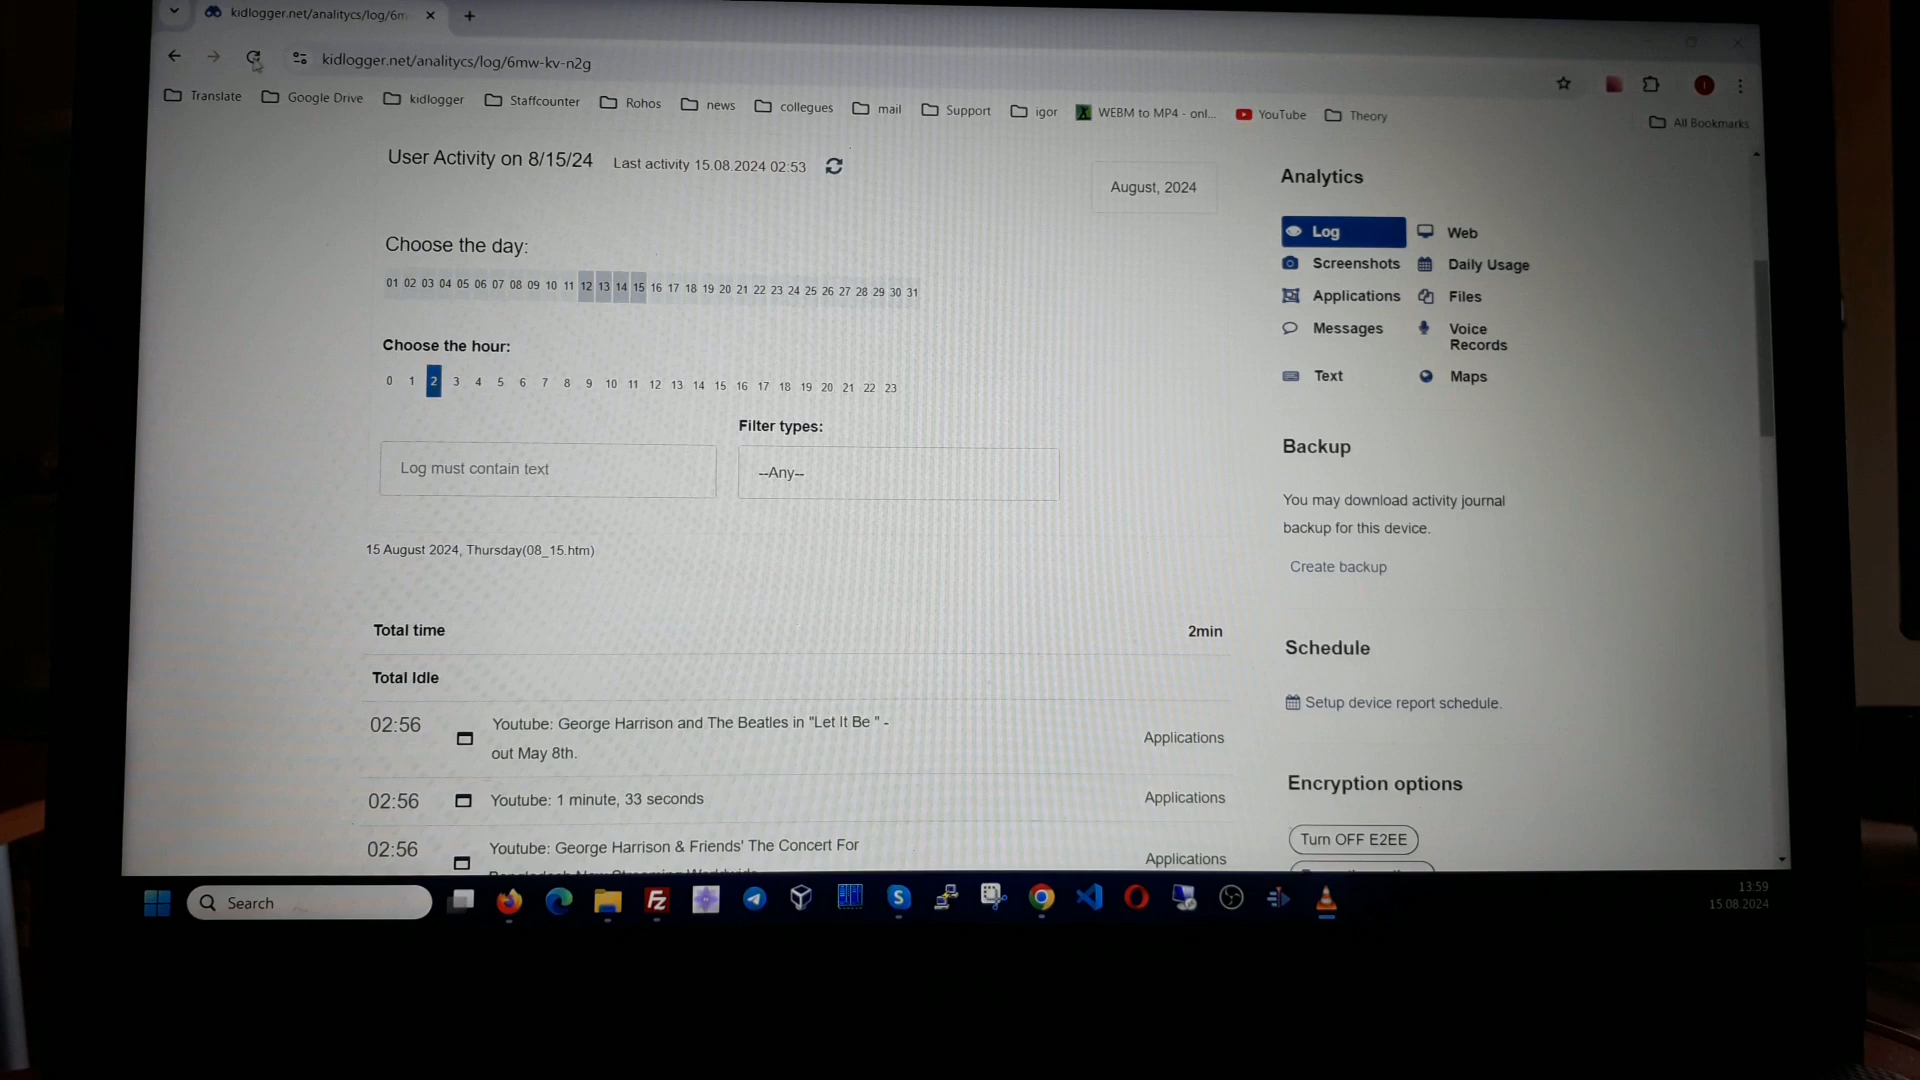 kidlogger.net/analitycs/log/6m
kidlogger.net/analitycs/log/6mw-kv-n2g
Translate Google Drive kidlogger Staffcounter Rohos news collegues mail Support igor WEBM to MP4 - onl... YouTube Theory
All Bookmarks
User Activity on 8/15/24 Last activity 15.08.2024 02:53
August, 2024
Choose the day:
01 02 03 04 05 06 07 08 09 10 11 12 13 14 15 16 17 18 19 20 21 22 23 24 25 26 27 28 29 30 31
Choose the hour:
0 1 2 3 4 5 6 7 8 9 10 11 12 13 14 15 16 17 18 19 20 21 22 23
Filter types:
Log must contain text
--Any--
15 August 2024, Thursday(08_15.htm)
Total time 2min
Total Idle
02:56 Youtube: George Harrison and The Beatles in "Let It Be " -
out May 8th.
Applications
02:56 Youtube: 1 minute, 33 seconds Applications
02:56 Youtube: George Harrison & Friends' The Concert For
Applications
Analytics
Log Web
Screenshots Daily Usage
Applications Files
Messages Voice
Records
Text Maps
Backup
You may download activity journal
backup for this device.
Create backup
Schedule
Setup device report schedule.
Encryption options
Turn OFF E2EE
Search
13:59
15.08.2024